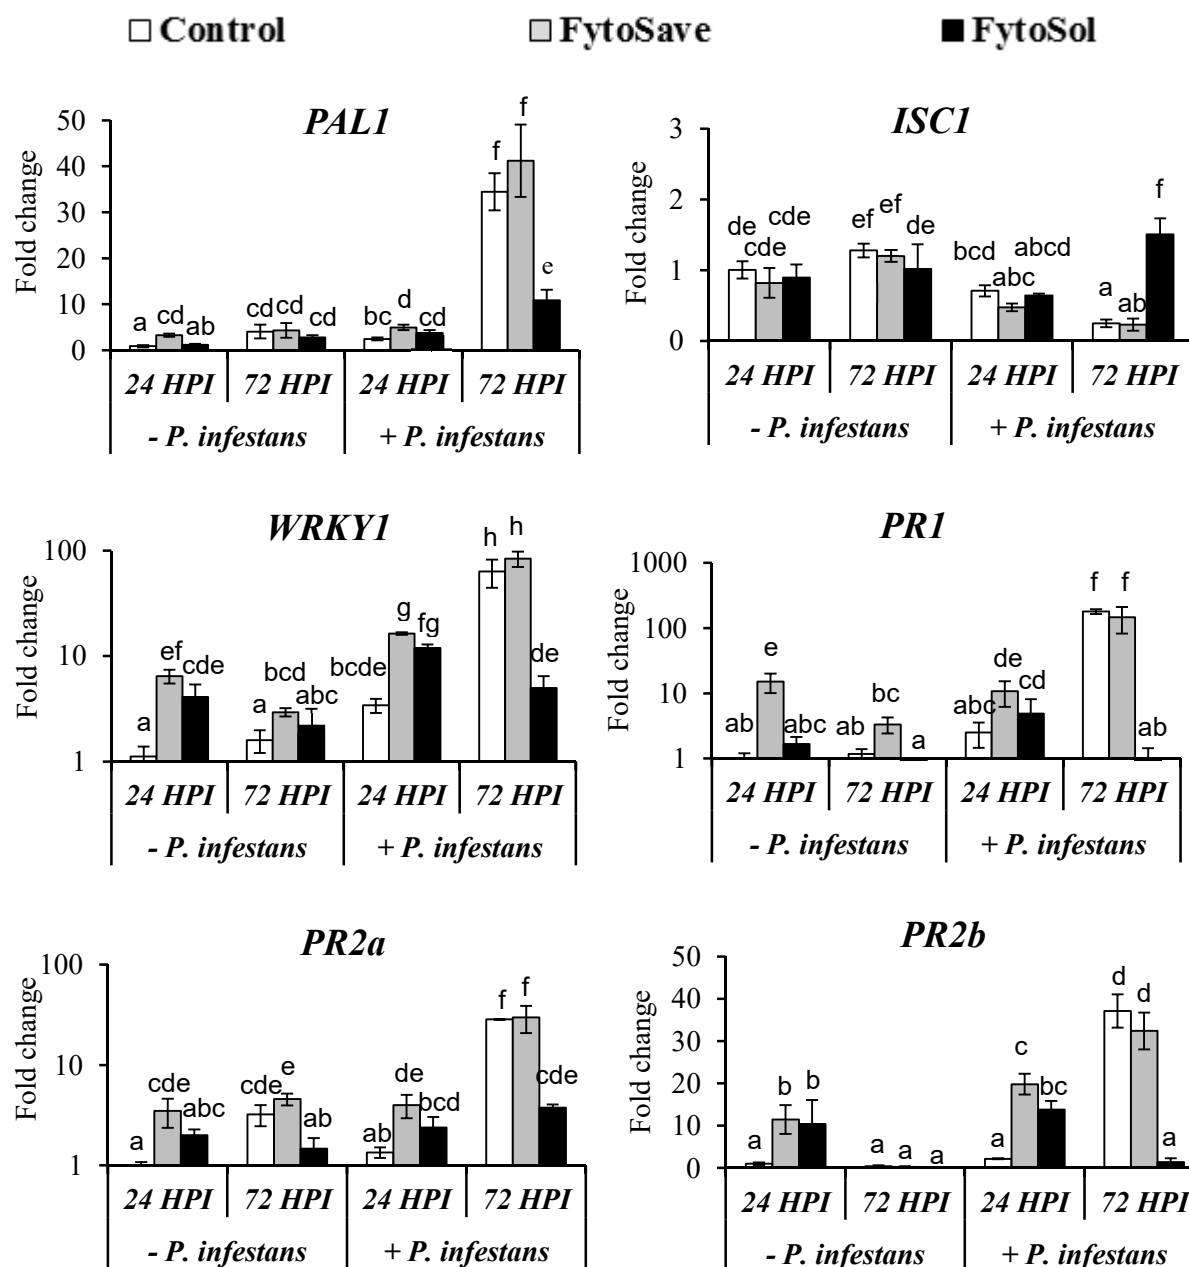 Control FytoSave FytoSol
PAL1
Fold change
50
40
30
20
10
0
a cd ab cd cd cd bc d cd f f e
24 HPI 72 HPI 24 HPI 72 HPI
- P. infestans + P. infestans
ISC1
Fold change
3
2
1
0
de cde cde ef ef de bcd abc abcd a ab f
24 HPI 72 HPI 24 HPI 72 HPI
- P. infestans + P. infestans
WRKY1
Fold change
100
10
1
a ef cde a bcd abc bcde g fg h h de
24 HPI 72 HPI 24 HPI 72 HPI
- P. infestans + P. infestans
PR1
Fold change
1000
100
10
1
ab e abc ab bc a abc de cd f f ab
24 HPI 72 HPI 24 HPI 72 HPI
- P. infestans + P. infestans
PR2a
Fold change
100
10
1
a cde abc cde e ab ab de bcd f f cde
24 HPI 72 HPI 24 HPI 72 HPI
- P. infestans + P. infestans
PR2b
Fold change
50
40
30
20
10
0
a b b a a a a c bc d d a
24 HPI 72 HPI 24 HPI 72 HPI
- P. infestans + P. infestans